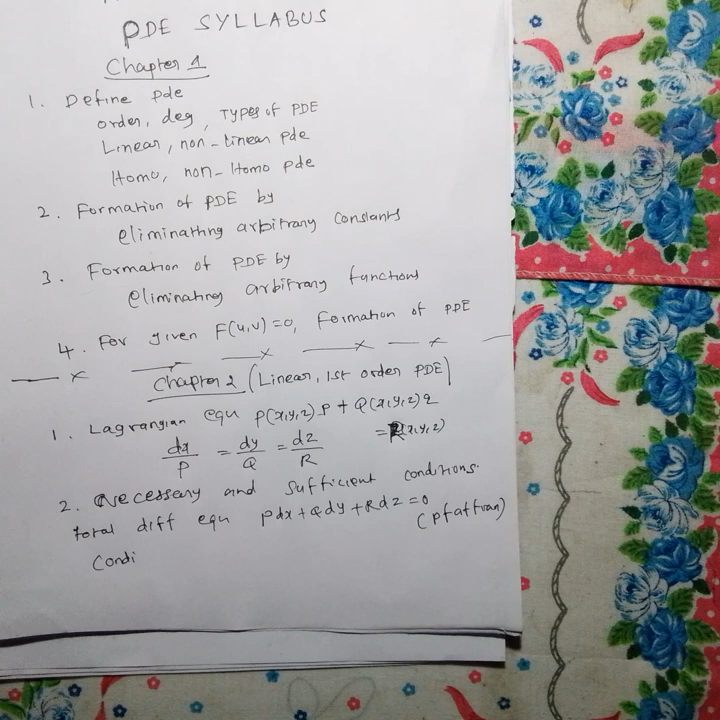 PDE SYLLABUS
Chapter 1
1. Define pde
order, deg, Types of PDE
Linear, non-Linear pde
Homo, non-Homo pde
2. Formation of PDE by
eliminating arbitrary constants
3. Formation of PDE by
eliminating arbitrary functions
4. For given F(u,v)=0, Formation of PDE
Chapter 2 (Linear, 1st order PDE)
1. Lagrangian equ P(x,y,z)p + Q(x,y,z)q
= R(x,y,z)
dx/P = dy/Q = dz/R
2. Necessary and sufficient conditions.
total diff equ Pdx+Qdy+Rdz=0
(pfaffian)
Condi